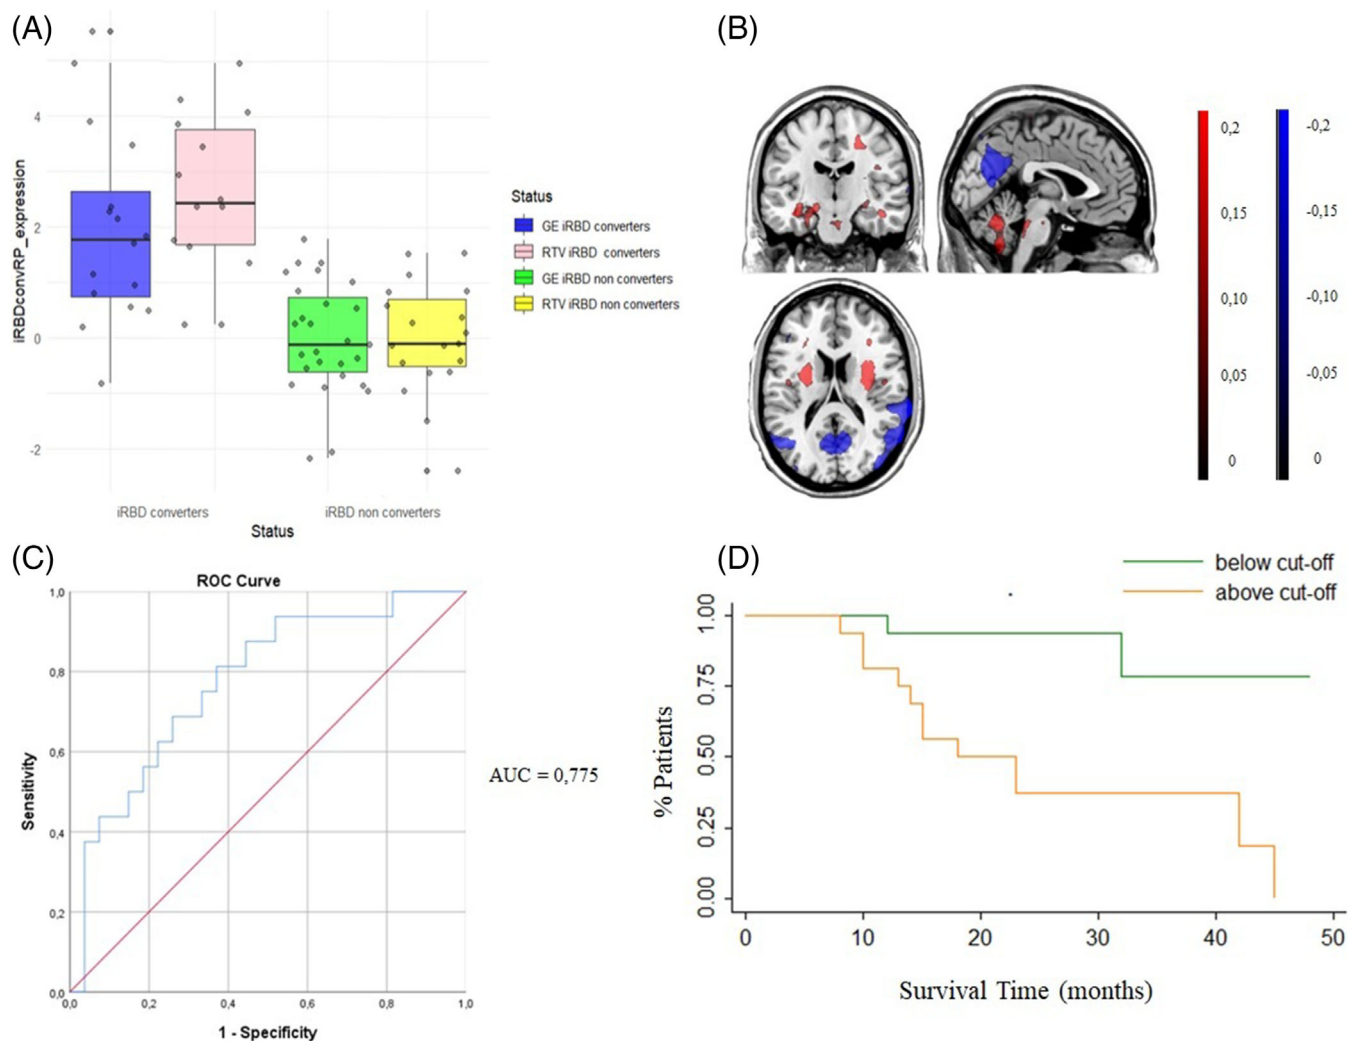 (A)
iRBDconvRP_expression
4
2
0
-2
iRBD converters
iRBD non converters
Status
Status
GE iRBD converters
RTV iRBD converters
GE iRBD non converters
RTV iRBD non converters
(B)
0,2
0,15
0,10
0,05
0
-0,2
-0,15
-0,10
-0,05
0
(C)
ROC Curve
Sensitivity
1,0
0,8
0,6
0,4
0,2
0,0
0,0
0,2
0,4
0,6
0,8
1,0
1 - Specificity
AUC = 0,775
(D)
below cut-off
above cut-off
% Patients
1.00
0.75
0.50
0.25
0.00
0
10
20
30
40
50
Survival Time (months)